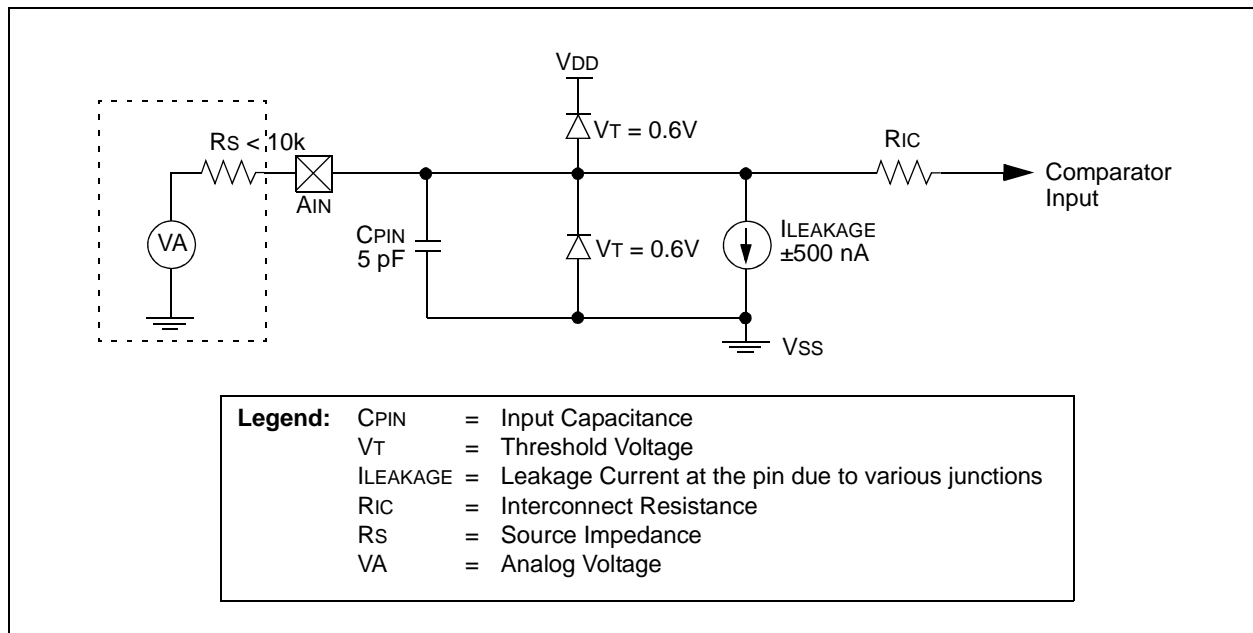 VDD
VT = 0.6V
RS < 10k
RIC
AIN
Comparator
Input
VA
CPIN
5 pF
VT = 0.6V
ILEAKAGE
±500 nA
VSS
Legend: CPIN = Input Capacitance
VT = Threshold Voltage
ILEAKAGE = Leakage Current at the pin due to various junctions
RIC = Interconnect Resistance
RS = Source Impedance
VA = Analog Voltage